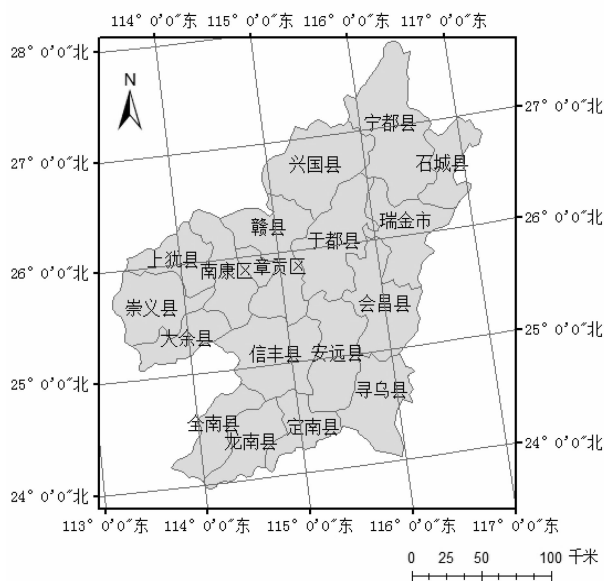 114° 0'0"东 115° 0'0"东 116° 0'0"东 117° 0'0"东
28° 0'0"北
N
27° 0'0"北
宁都县
兴国县
石城县
27° 0'0"北
赣县
瑞金市
于都县
26° 0'0"北
上犹县
南康区
章贡区
26° 0'0"北
崇义县
会昌县
大余县
信丰县
安远县
25° 0'0"北
25° 0'0"北
寻乌县
全南县
龙南县
定南县
24° 0'0"北
24° 0'0"北
113° 0'0"东 114° 0'0"东 115° 0'0"东 116° 0'0"东 117° 0'0"东
0 25 50 100 千米